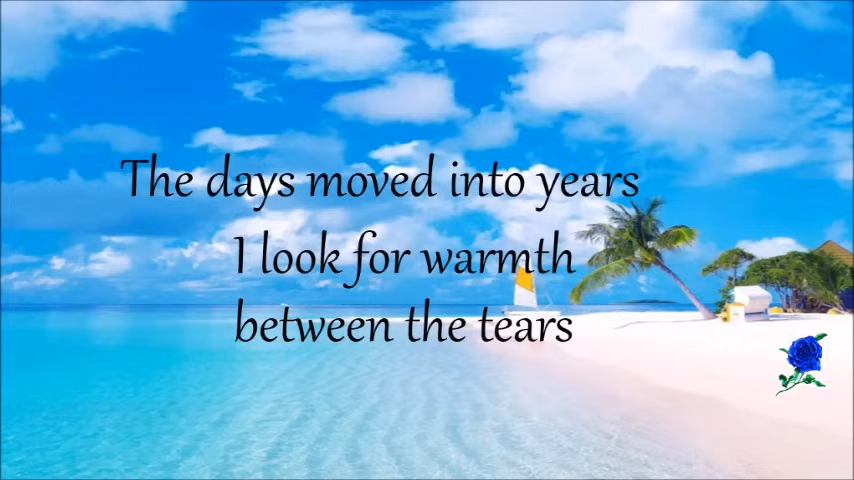 The days moved into years
I look for warmth
between the tears